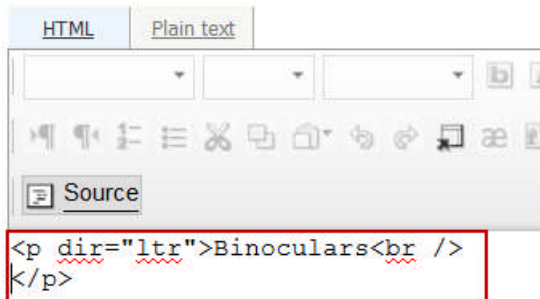 HTML Plain text
Source
<p dir="ltr">Binoculars<br />
</p>